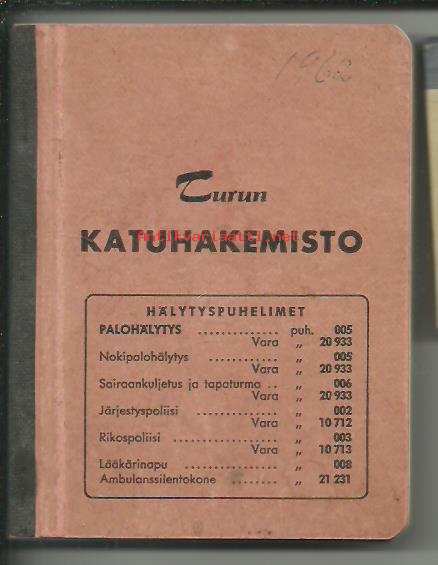 1962
Turun
KATUHAKEMISTO
HÄLYTYSPUHELIMET
PALOHÄLYTYS .............. puh. 005
Vara „ 20 933
Nokipalohälytys .............. „ 005
Vara „ 20 933
Sairaankuljetus ja tapaturma .. „ 006
Vara „ 20 933
Järjestyspoliisi .............. „ 002
Vara „ 10 712
Rikospoliisi .................. „ 003
Vara „ 10 713
Lääkärinapu ................ „ 008
Ambulanssilentokone ........ „ 21 231